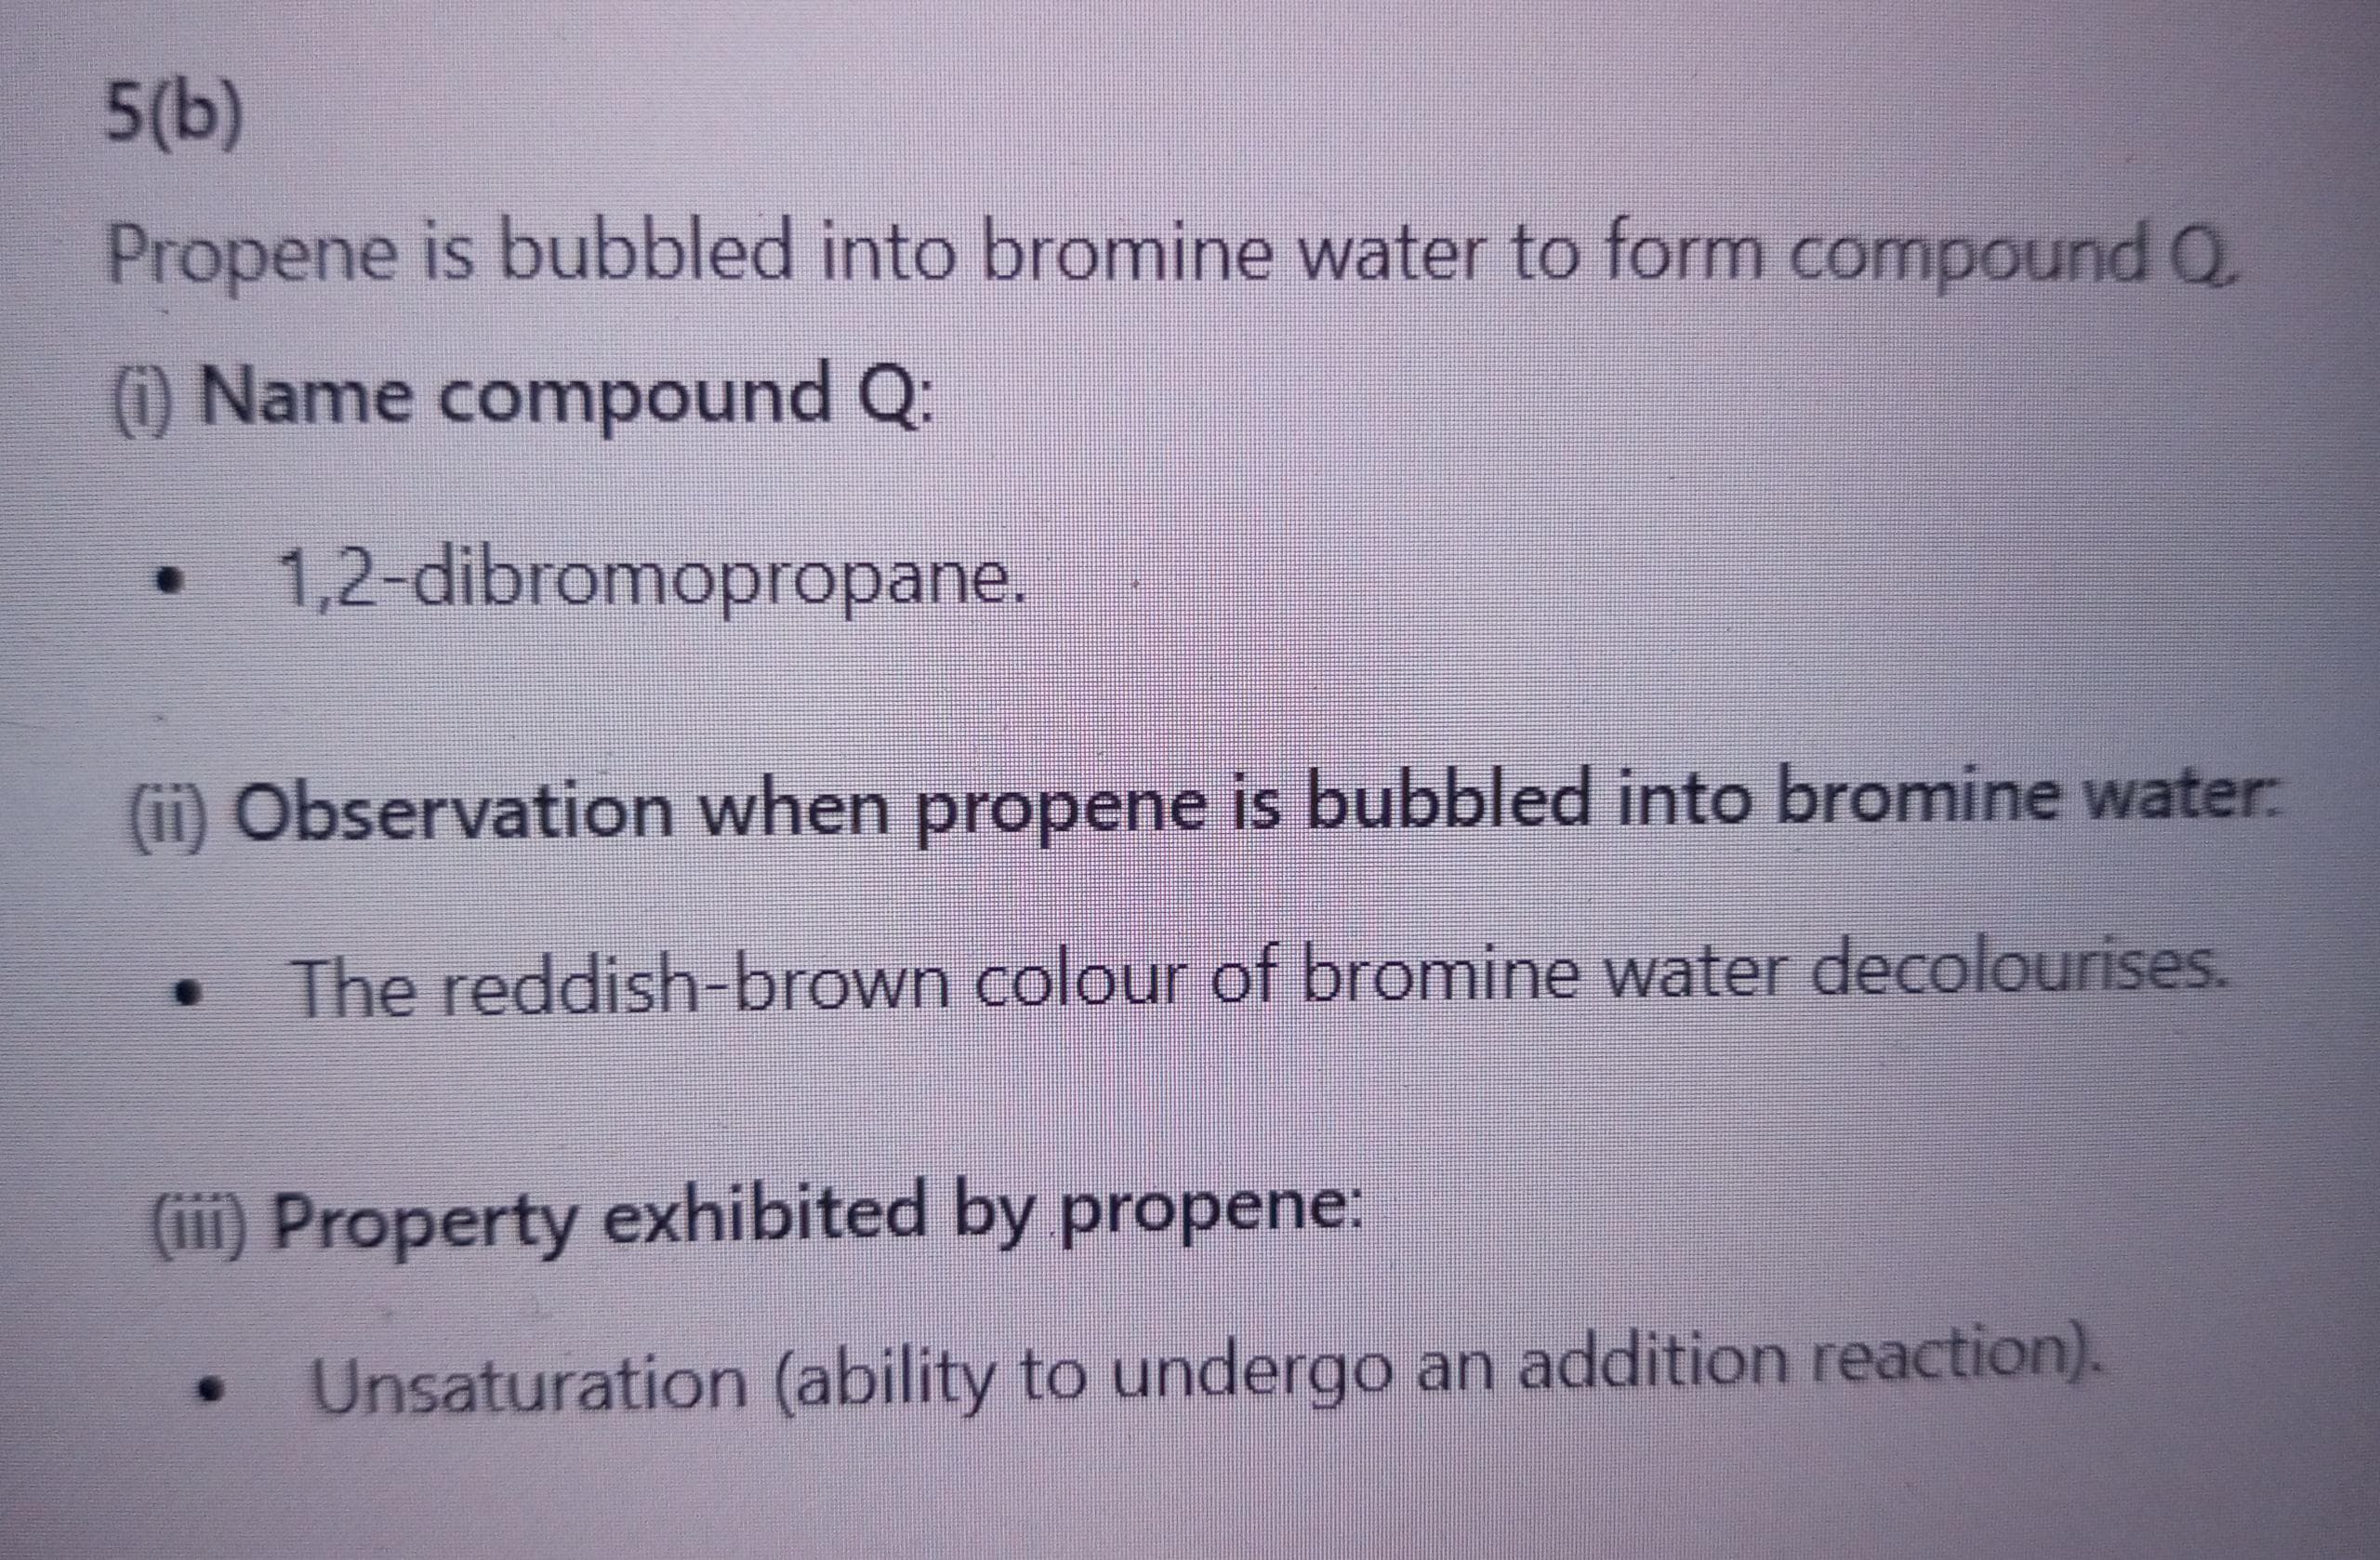 5(b)
Propene is bubbled into bromine water to form compound Q.
(i) Name compound Q:
• 1,2-dibromopropane.
(ii) Observation when propene is bubbled into bromine water:
• The reddish-brown colour of bromine water decolourises.
(iii) Property exhibited by propene:
• Unsaturation (ability to undergo an addition reaction).